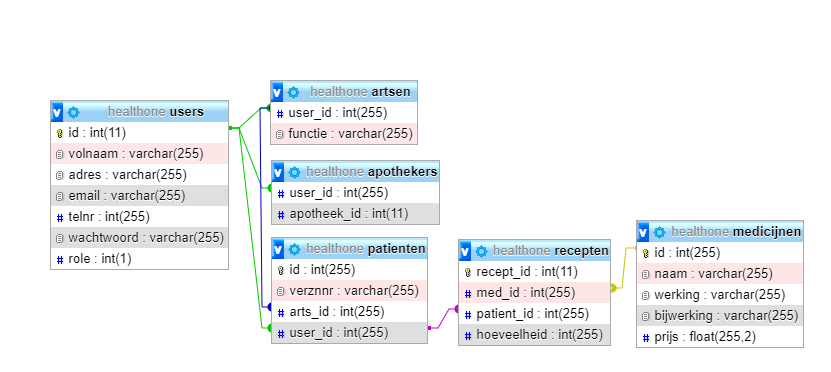 healthone users
id : int(11)
volnaam : varchar(255)
adres : varchar(255)
email : varchar(255)
telnr : int(255)
wachtwoord : varchar(255)
role : int(1)
healthone artsen
user_id : int(255)
functie : varchar(255)
healthone apothekers
user_id : int(255)
apotheek_id : int(11)
healthone patienten
id : int(255)
verznnr : varchar(255)
arts_id : int(255)
user_id : int(255)
healthone recepten
recept_id : int(11)
med_id : int(255)
patient_id : int(255)
hoeveelheid : int(255)
healthone medicijnen
id : int(255)
naam : varchar(255)
werking : varchar(255)
bijwerking : varchar(255)
prijs : float(255,2)